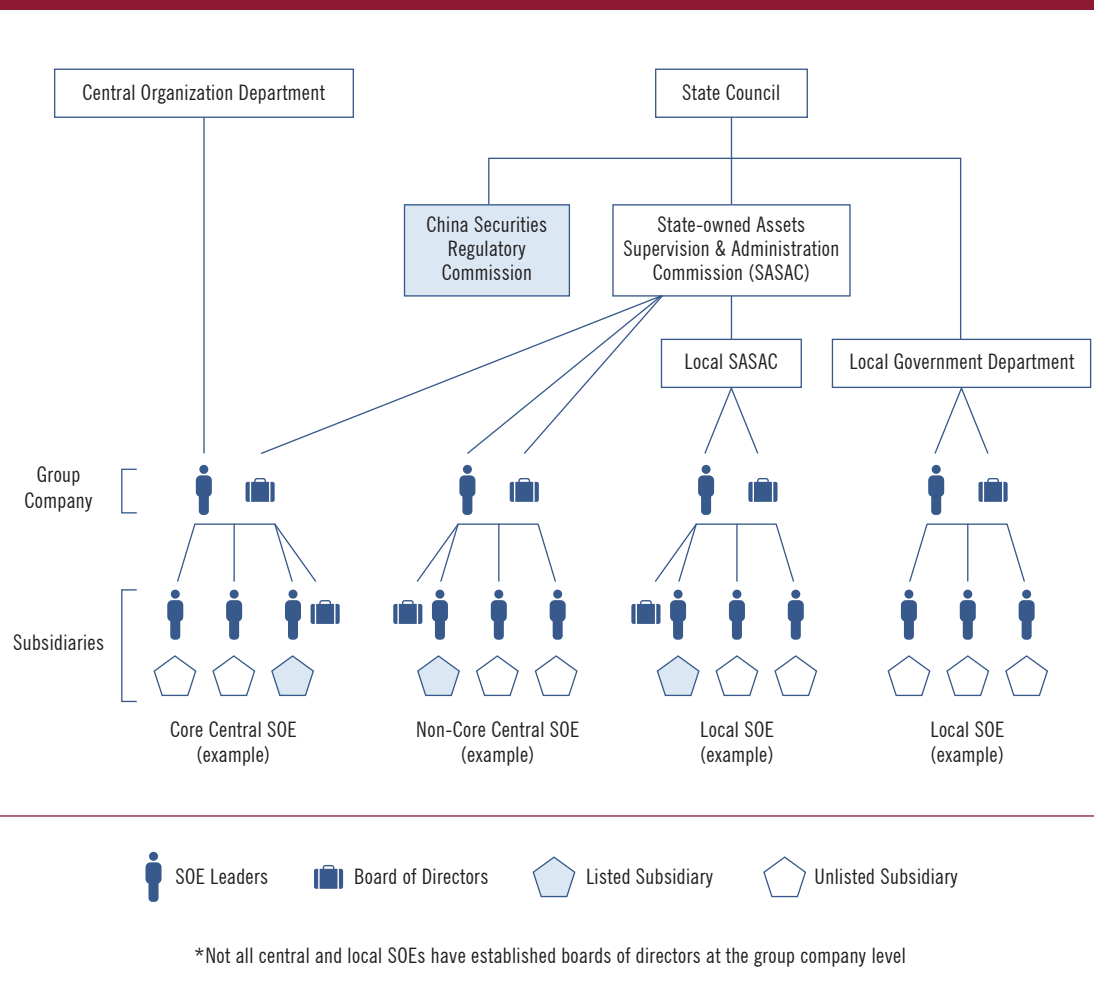 Central Organization Department
State Council
China Securities
Regulatory
Commission
State-owned Assets
Supervision & Administration
Commission (SASAC)
Local SASAC
Local Government Department
Group
Company
Subsidiaries
Core Central SOE
(example)
Non-Core Central SOE
(example)
Local SOE
(example)
Local SOE
(example)
SOE Leaders
Board of Directors
Listed Subsidiary
Unlisted Subsidiary
*Not all central and local SOEs have established boards of directors at the group company level